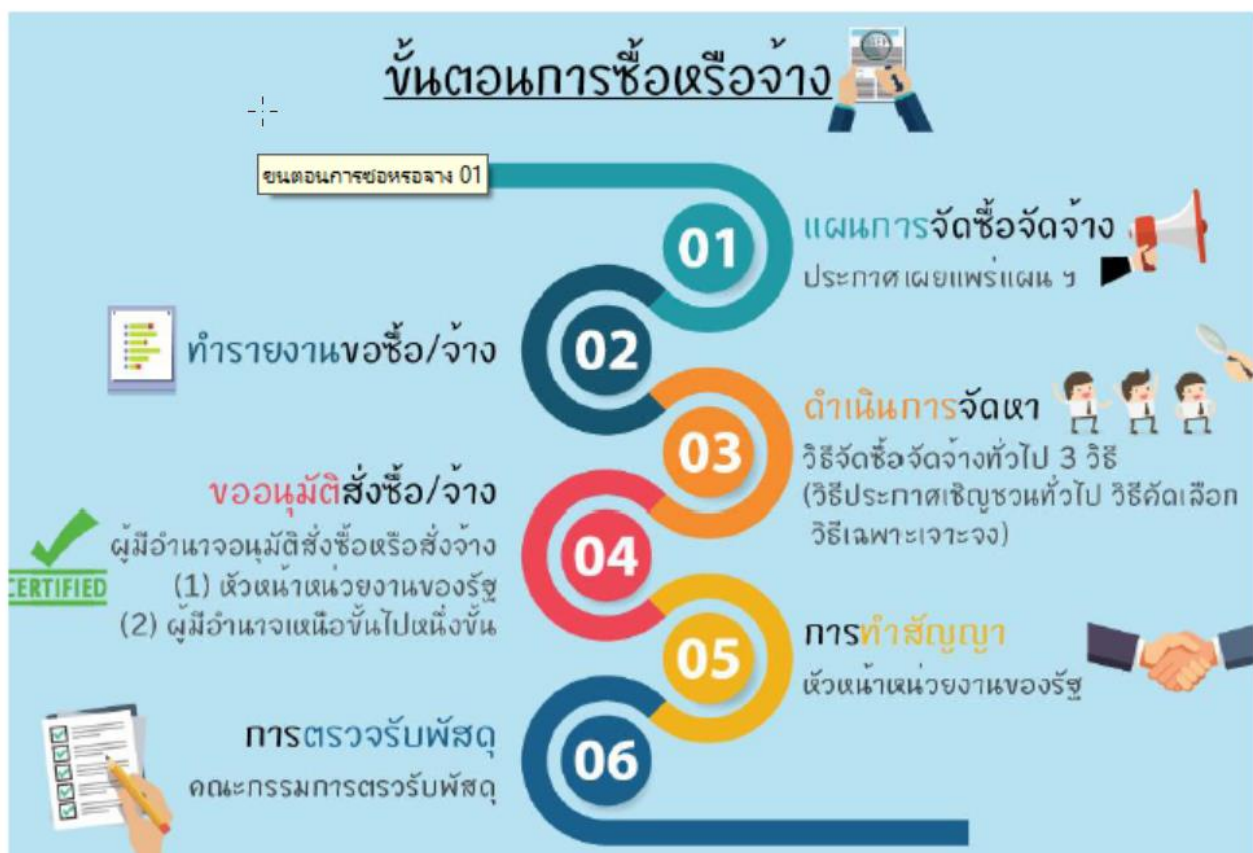 ขั้นตอนการซื้อหรือจ้าง
ขนตอนการซอหรอจาง 01
01
แผนการจัดซื้อจัดจ้าง
ประกาศเผยแพร่แผน ฯ
02
ทำรายงานขอซื้อ/จ้าง
03
ดำเนินการจัดหา
วิธีจัดซื้อจัดจ้างทั่วไป 3 วิธี
(วิธีประกาศเชิญชวนทั่วไป วิธีคัดเลือก
วิธีเฉพาะเจาะจง)
04
ขออนุมัติสั่งซื้อ/จ้าง
ผู้มีอำนาจอนุมัติสั่งซื้อหรือสั่งจ้าง
(1) หัวหน้าหน่วยงานของรัฐ
(2) ผู้มีอำนาจเหนือขั้นไปหนึ่งขั้น
CERTIFIED
05
การทำสัญญา
หัวหน้าหน่วยงานของรัฐ
06
การตรวจรับพัสดุ
คณะกรรมการตรวรับพัสดุ